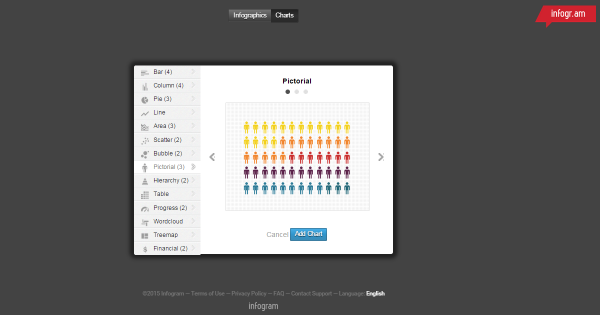 Infographics Charts
infogr.am
Bar (4)
Column (4)
Pie (3)
Line
Area (3)
Scatter (2)
Bubble (2)
Pictorial (3)
Hierarchy (2)
Table
Progress (2)
Wordcloud
Treemap
Financial (2)
Pictorial
Cancel Add Chart
©2015 Infogram — Terms of Use — Privacy Policy — FAQ — Contact Support — Language: English
infogram